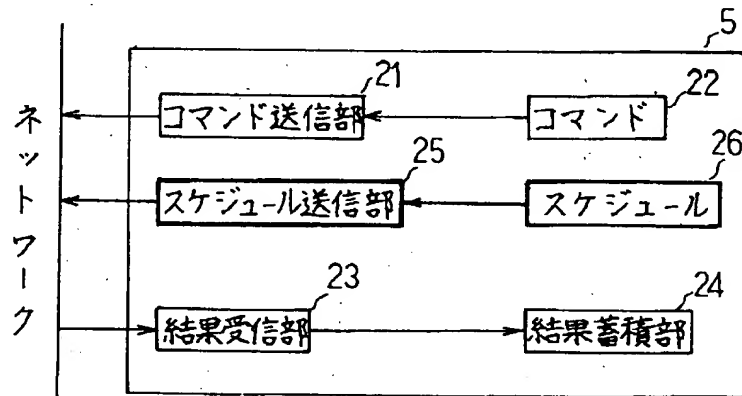 5
21
22
ネットワーク
コマンド送信部
コマンド
25
26
スケジュール送信部
スケジュール
23
24
結果受信部
結果蓄積部